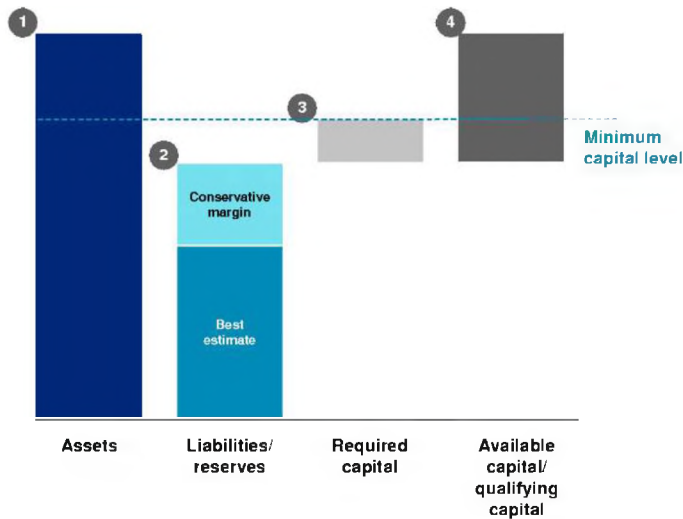 1
4
3
Minimum
capital level
2
Conservative
margin
Best
estimate
Assets
Liabilities/
reserves
Required
capital
Available
capital/
qualifying
capital